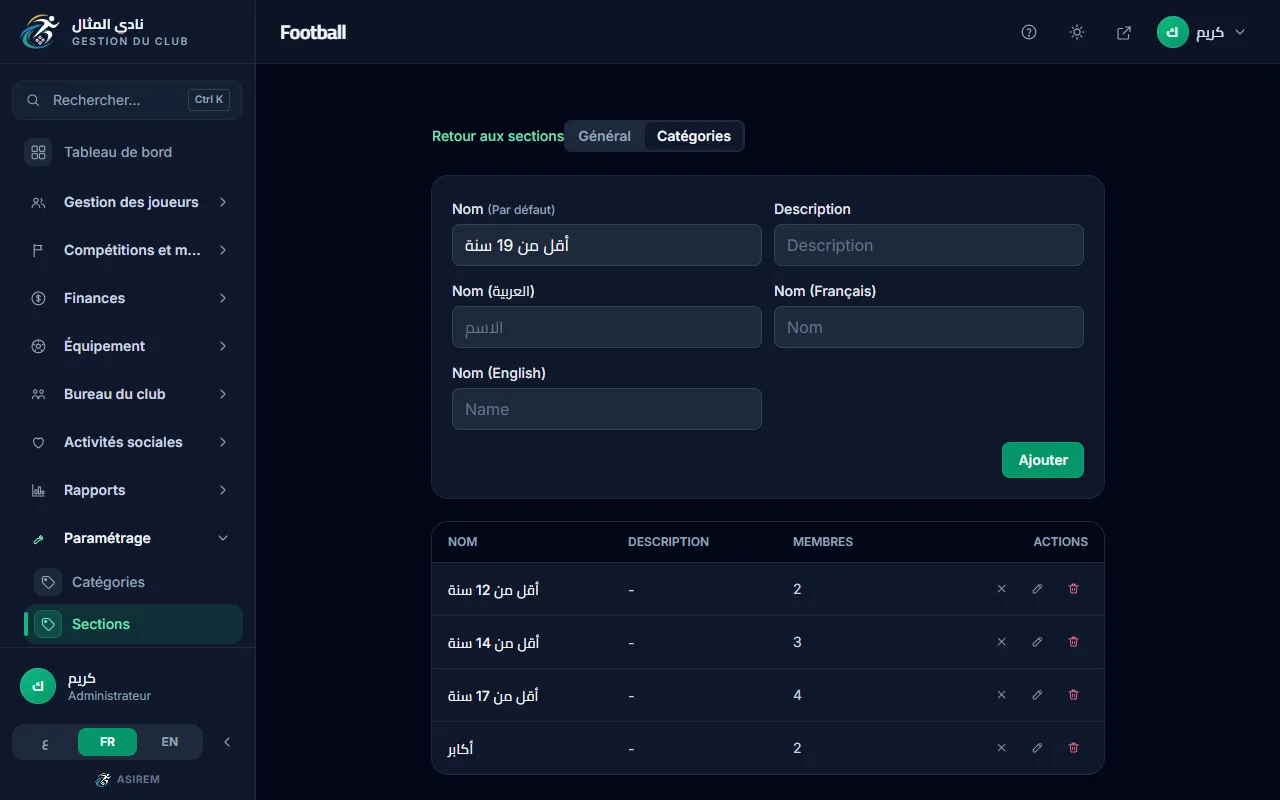 نادي المثال
GESTION DU CLUB
Rechercher...
Ctrl K
Tableau de bord
Gestion des joueurs
Compétitions et m...
Finances
Équipement
Bureau du club
Activités sociales
Rapports
Paramétrage
Catégories
Sections
كريم
Administrateur
ع FR EN
ASIREM
Football
ك كريم
Retour aux sections Général Catégories
Nom (Par défaut) Description
أقل من 19 سنة Description
Nom (العربية) Nom (Français)
الاسم Nom
Nom (English)
Name
Ajouter
NOM DESCRIPTION MEMBRES ACTIONS
أقل من 12 سنة - 2
أقل من 14 سنة - 3
أقل من 17 سنة - 4
أكابر - 2